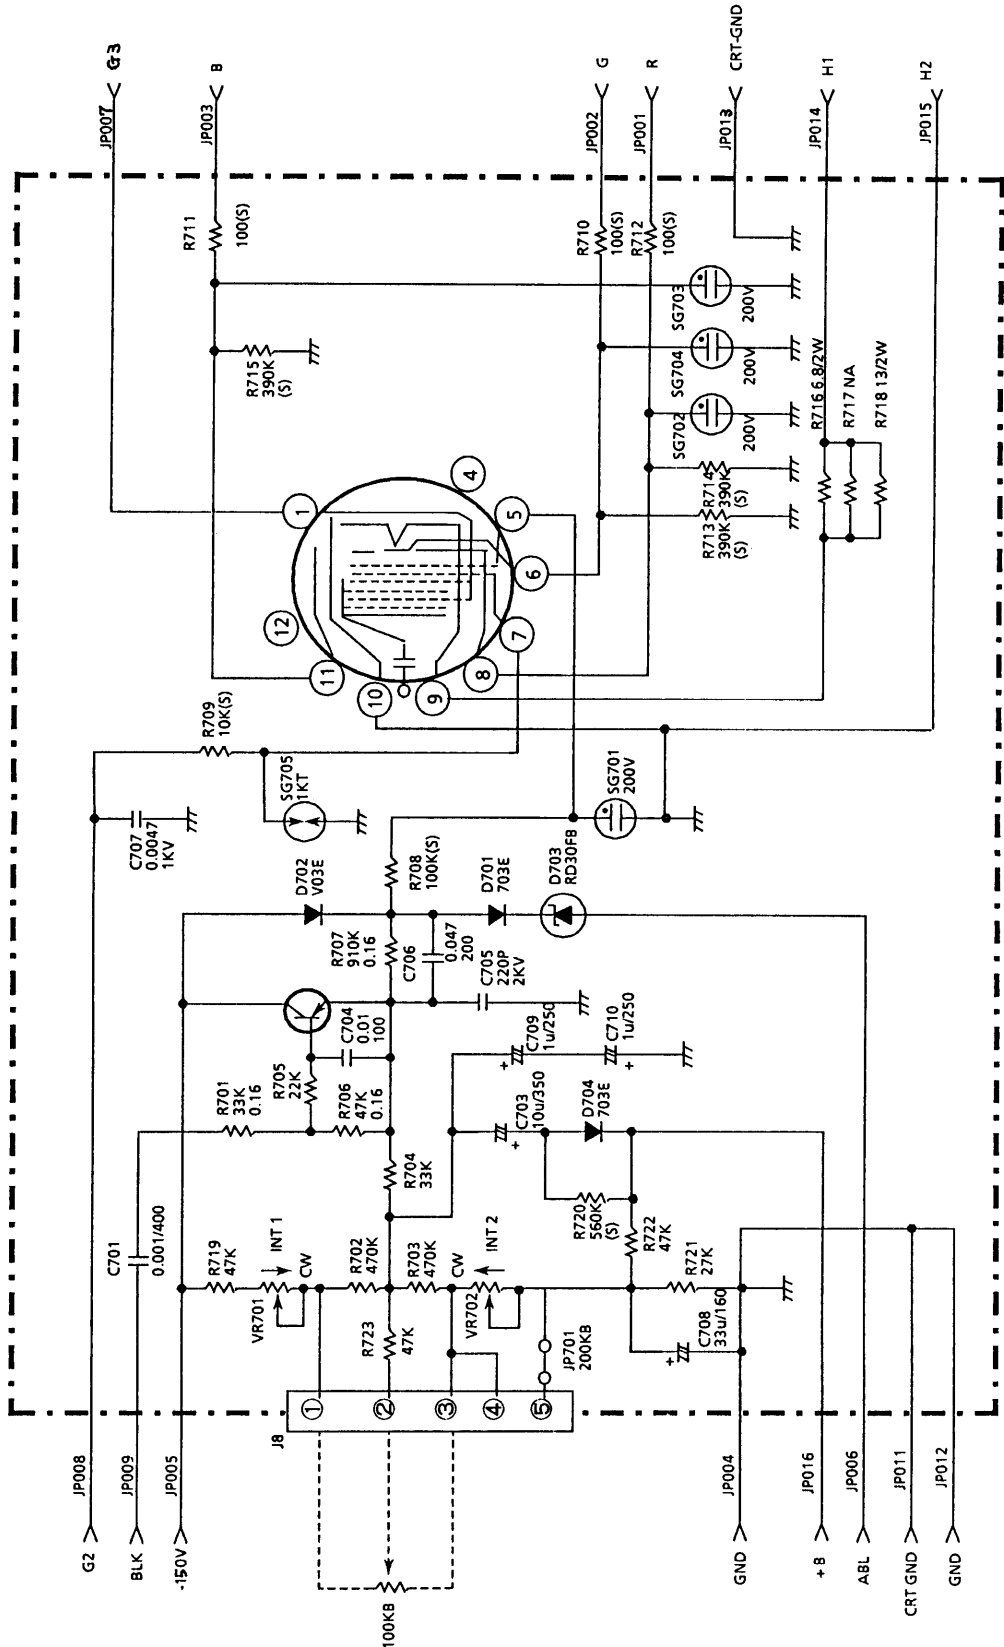 G2
JP008
BLK
JP009
-150V
JP005
100KB
J8
1
2
3
4
5
GND
JP004
+B
JP016
ABL
JP006
CRT GND
JP011
GND
JP012
C701
0.001/400
R719
47K
INT 1
VR701
CW
R702
470K
R723
47K
R703
470K
CW
INT 2
VR702
JP701
200KB
R704
33K
R701
33K
0.16
R705
22K
R706
47K
0.16
C704
0.01
100
R720
560K
(S)
R722
47K
R721
27K
C708
33u/160
+
C703
10u/350
+
D704
703E
C709
1u/250
+
C710
1u/250
+
C707
0.0047
1KV
D702
V03E
R707
910K
0.16
C706
0.047
200
C705
220P
2KV
R708
100K(S)
D701
703E
D703
RD30FB
R709
10K(S)
SG705
1KT
SG701
200V
12
11
10
9
8
7
6
5
4
1
R715
390K
(S)
R711
100(S)
R713
390K
(S)
R714
390K
(S)
SG702
200V
SG704
200V
SG703
200V
R710
100(S)
R712
100(S)
R716 6.8/2W
R717 NA
R718 13/2W
JP007
G3
JP003
B
JP002
G
JP001
R
JP013
CRT-GND
JP014
H1
JP015
H2